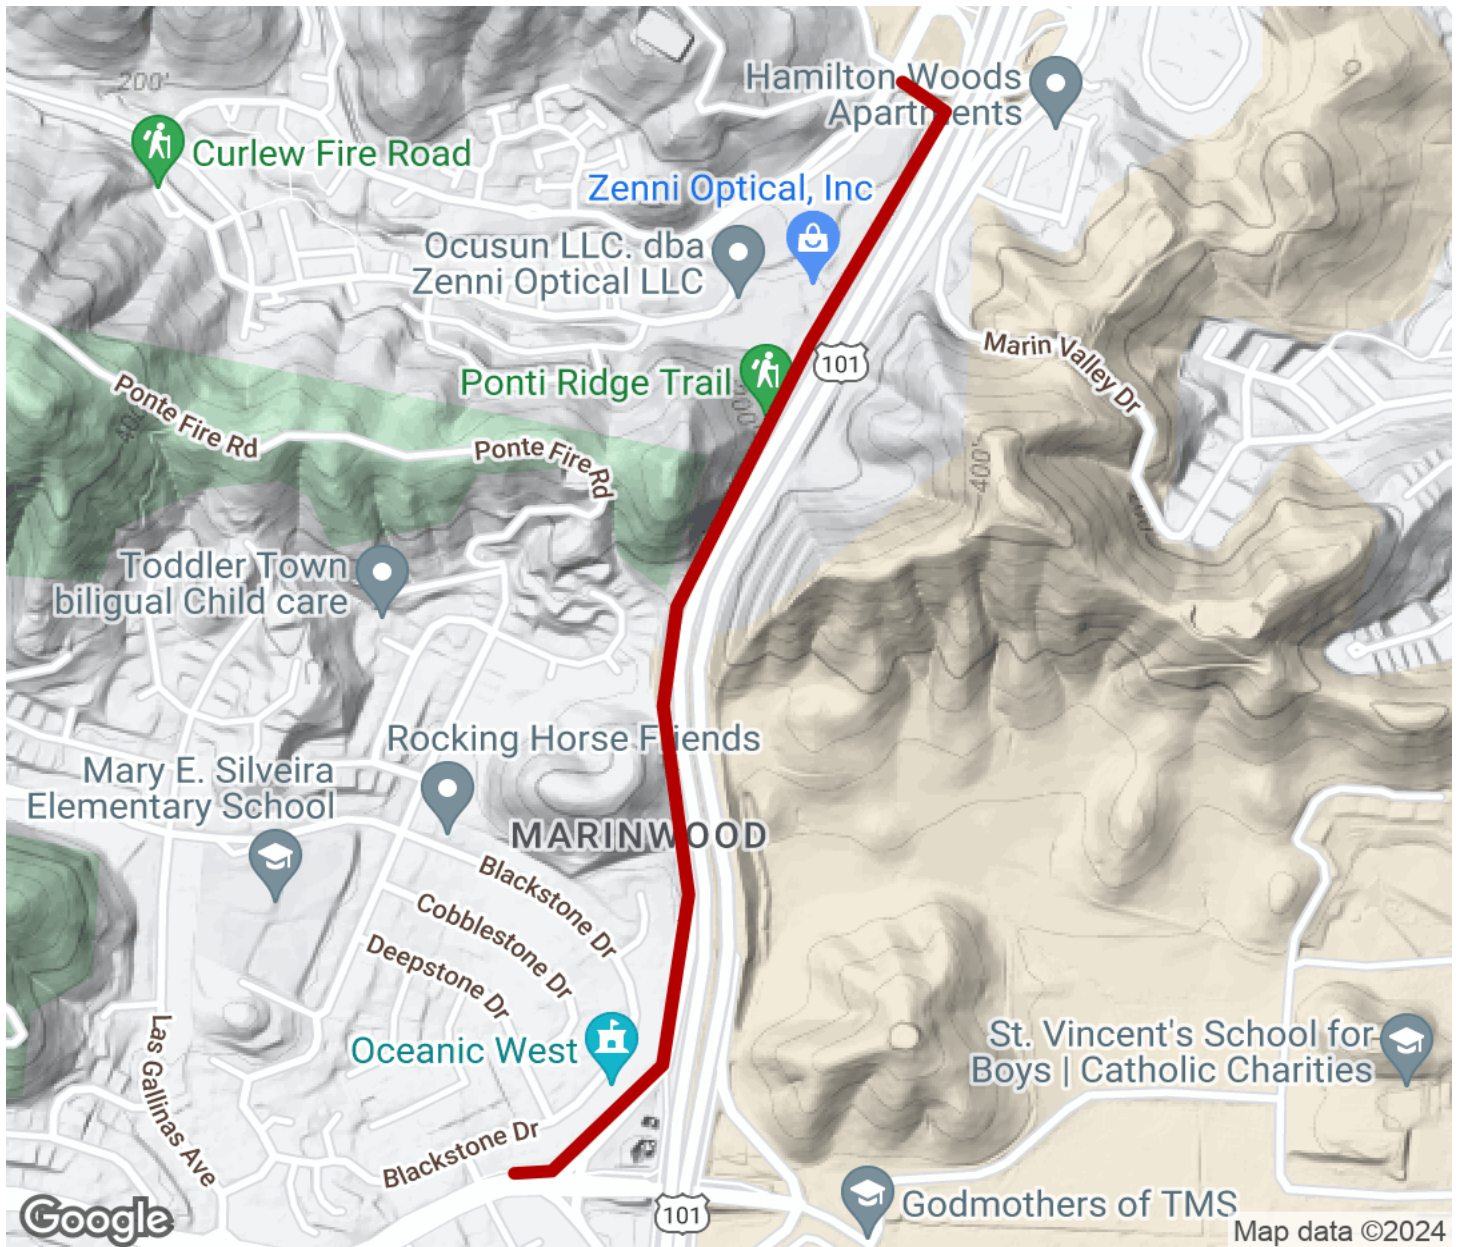 200'
Hamilton Woods
Apartments
Curlew Fire Road
Zenni Optical, Inc
Ocusun LLC. dba
Zenni Optical LLC
101
Marin Valley Dr
Ponti Ridge Trail
Ponte Fire Rd
Ponte Fire Rd
400'
Toddler Town
biligual Child care
Rocking Horse Friends
Mary E. Silveira
Elementary School
MARINWOOD
Blackstone Dr
Cobblestone Dr
Deepstone Dr
Las Gallinas Ave
Oceanic West
St. Vincent's School for
Boys | Catholic Charities
Blackstone Dr
101
Godmothers of TMS
Google
Map data ©2024